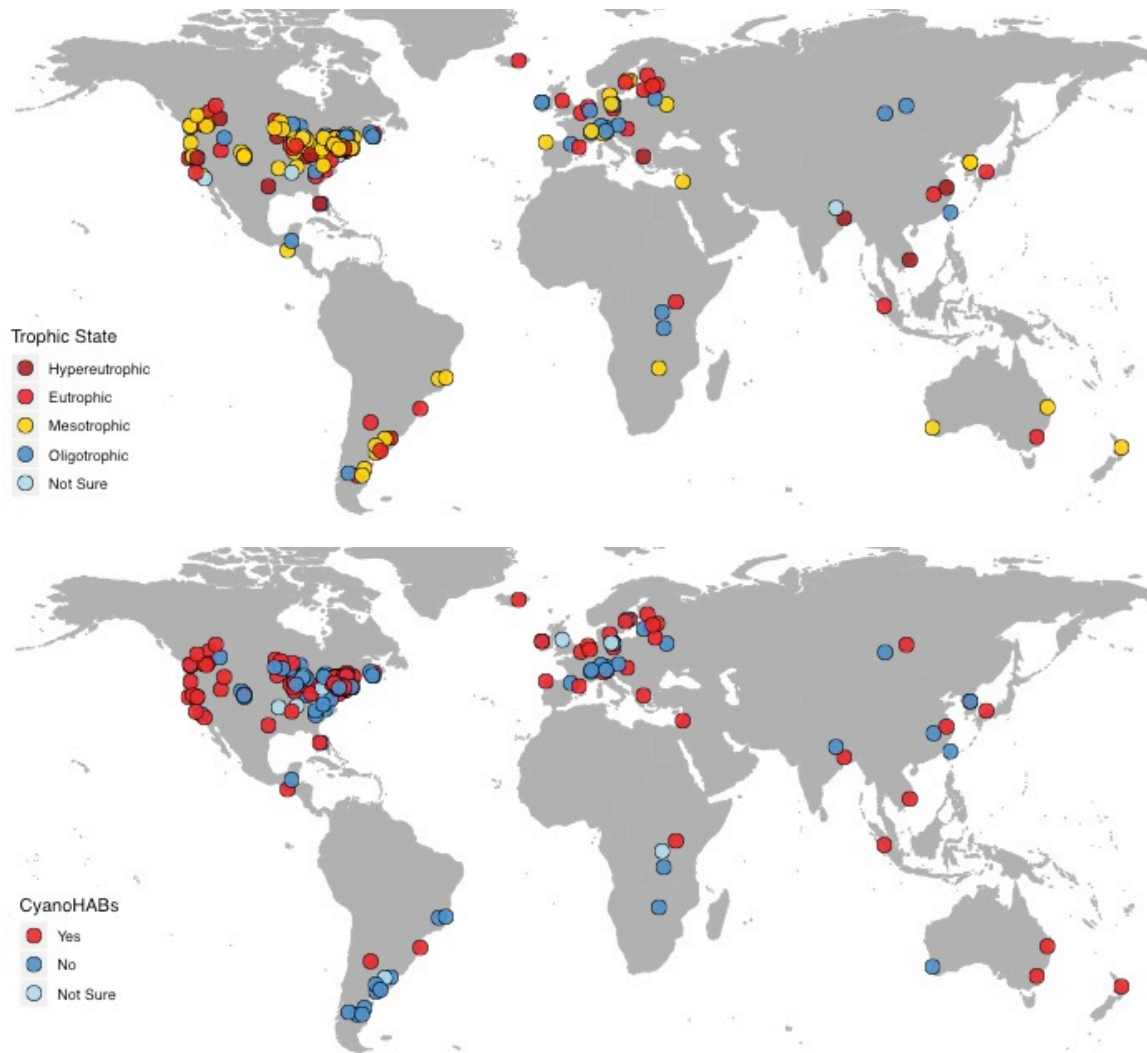 Trophic State
Hypereutrophic
Eutrophic
Mesotrophic
Oligotrophic
Not Sure
CyanoHABs
Yes
No
Not Sure